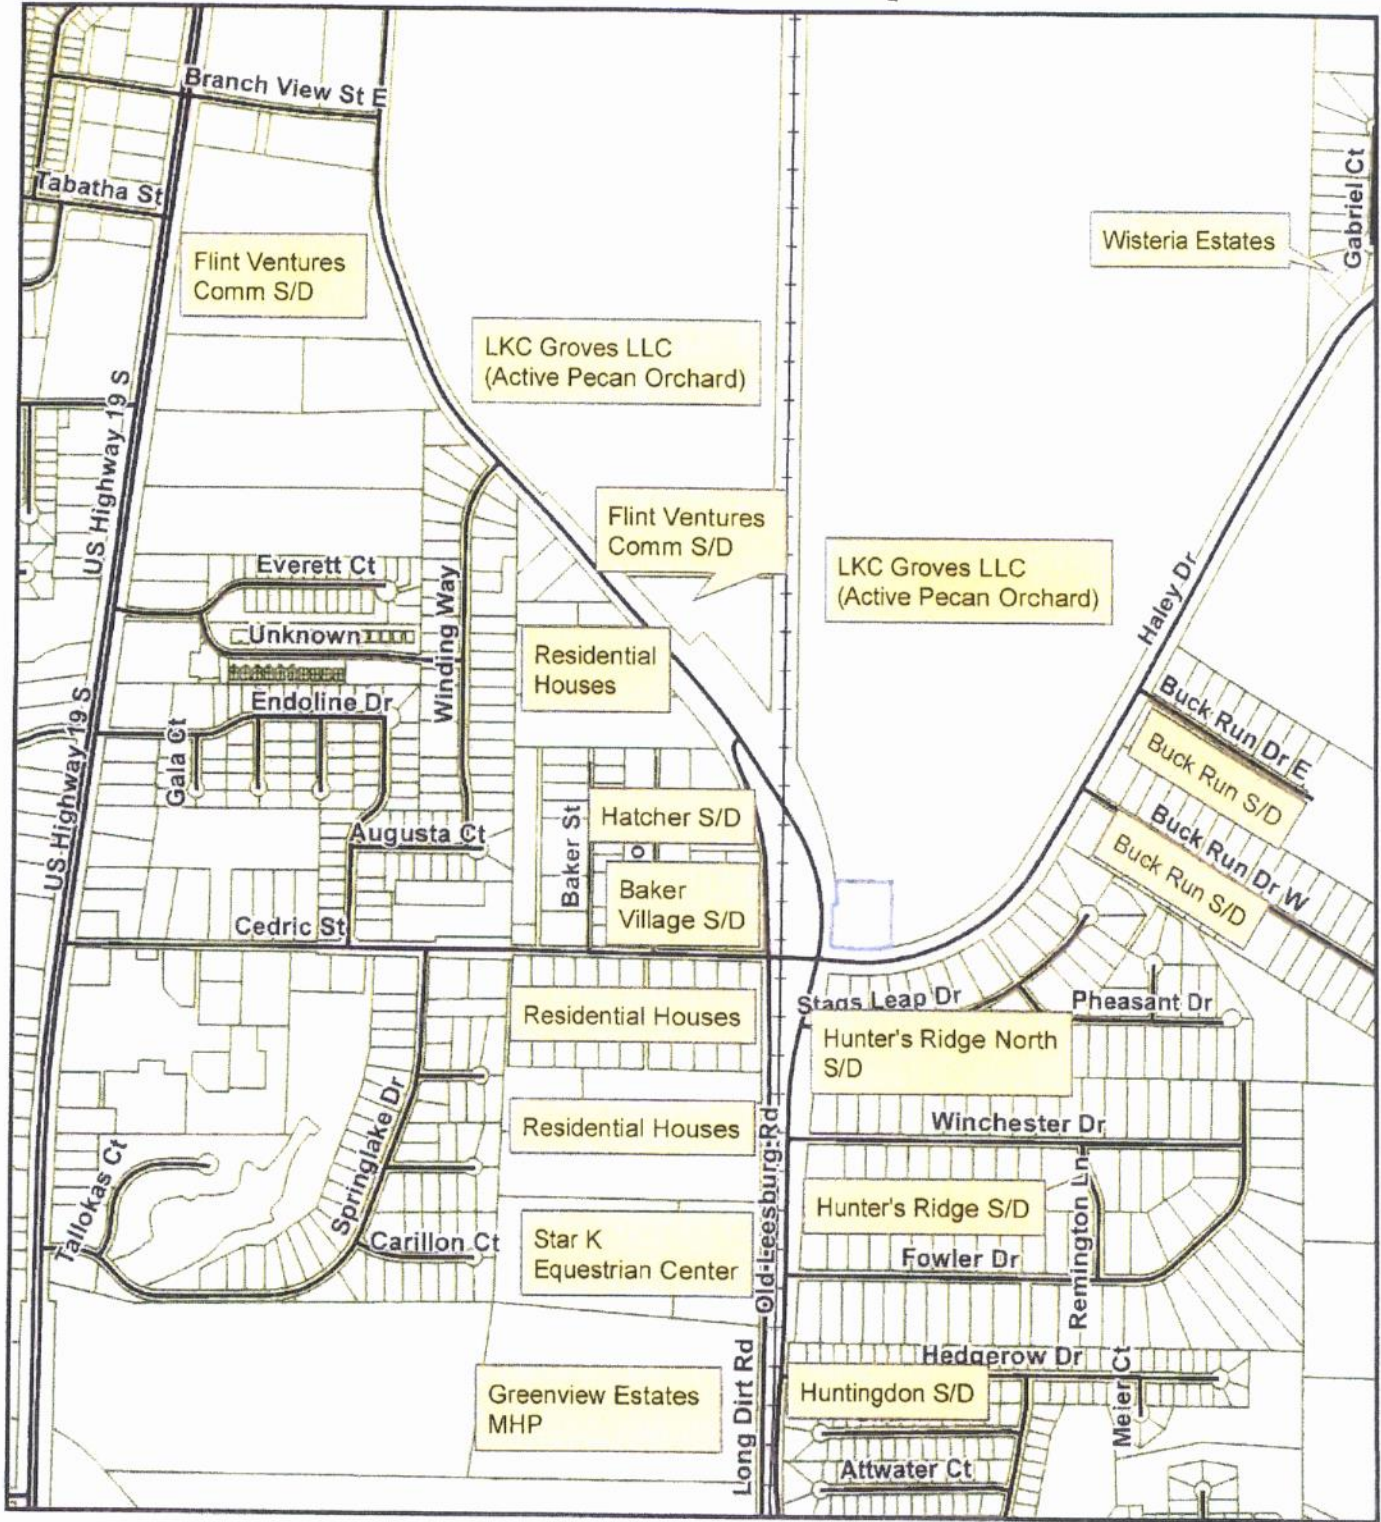 Branch View St E
Tabatha St
Gabriel Ct
Wisteria Estates
Flint Ventures
Comm S/D
LKC Groves LLC
(Active Pecan Orchard)
US Highway 19 S
Flint Ventures
Comm S/D
LKC Groves LLC
(Active Pecan Orchard)
Haley Dr
Everett Ct
Unknown
Winding Way
Residential
Houses
Endoline Dr
Gala Ct
US Highway 19 S
Buck Run Dr E
Buck Run S/D
Buck Run Dr W
Buck Run S/D
Hatcher S/D
Baker St
Augusta Ct
Baker
Village S/D
Cedric St
Residential Houses
Stags Leap Dr
Pheasant Dr
Hunter's Ridge North
S/D
Residential Houses
Winchester Dr
Springlake Dr
Tallokas Ct
Old Leesburg Rd
Remington Ln
Hunter's Ridge S/D
Carillon Ct
Star K
Equestrian Center
Fowler Dr
Hedgerow Dr
Long Dirt Rd
Greenview Estates
MHP
Huntingdon S/D
Meier Ct
Attwater Ct